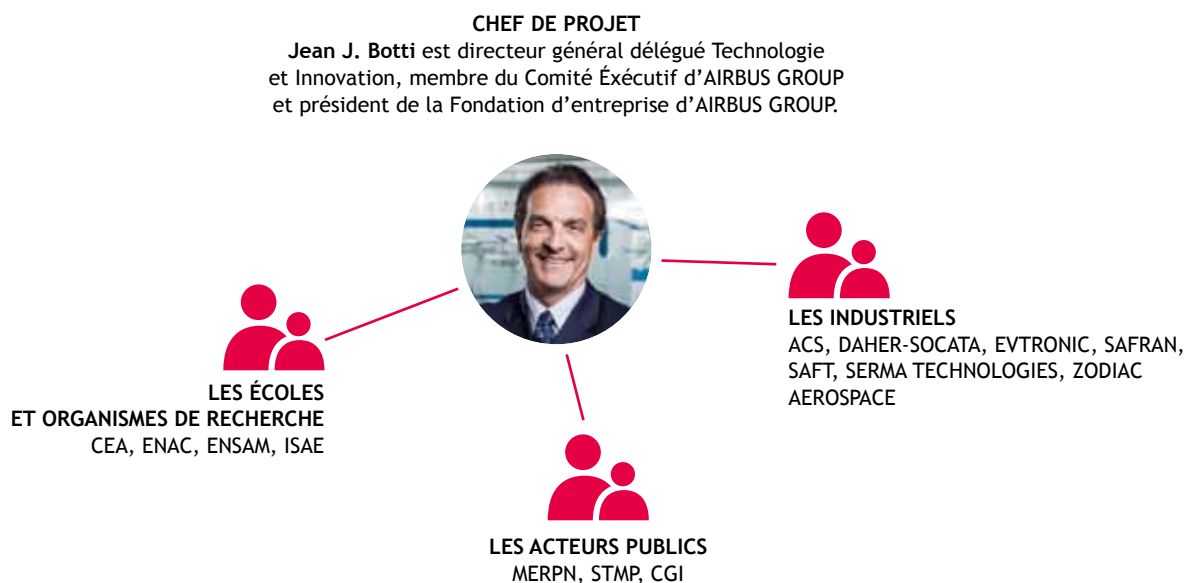 CHEF DE PROJET
Jean J. Botti est directeur général délégué Technologie
et Innovation, membre du Comité Éxécutif d’AIRBUS GROUP
et président de la Fondation d’entreprise d’AIRBUS GROUP.
LES INDUSTRIELS
ACS, DAHER-SOCATA, EVTRONIC, SAFRAN,
SAFT, SERMA TECHNOLOGIES, ZODIAC
AEROSPACE
LES ÉCOLES
ET ORGANISMES DE RECHERCHE
CEA, ENAC, ENSAM, ISAE
LES ACTEURS PUBLICS
MERPN, STMP, CGI